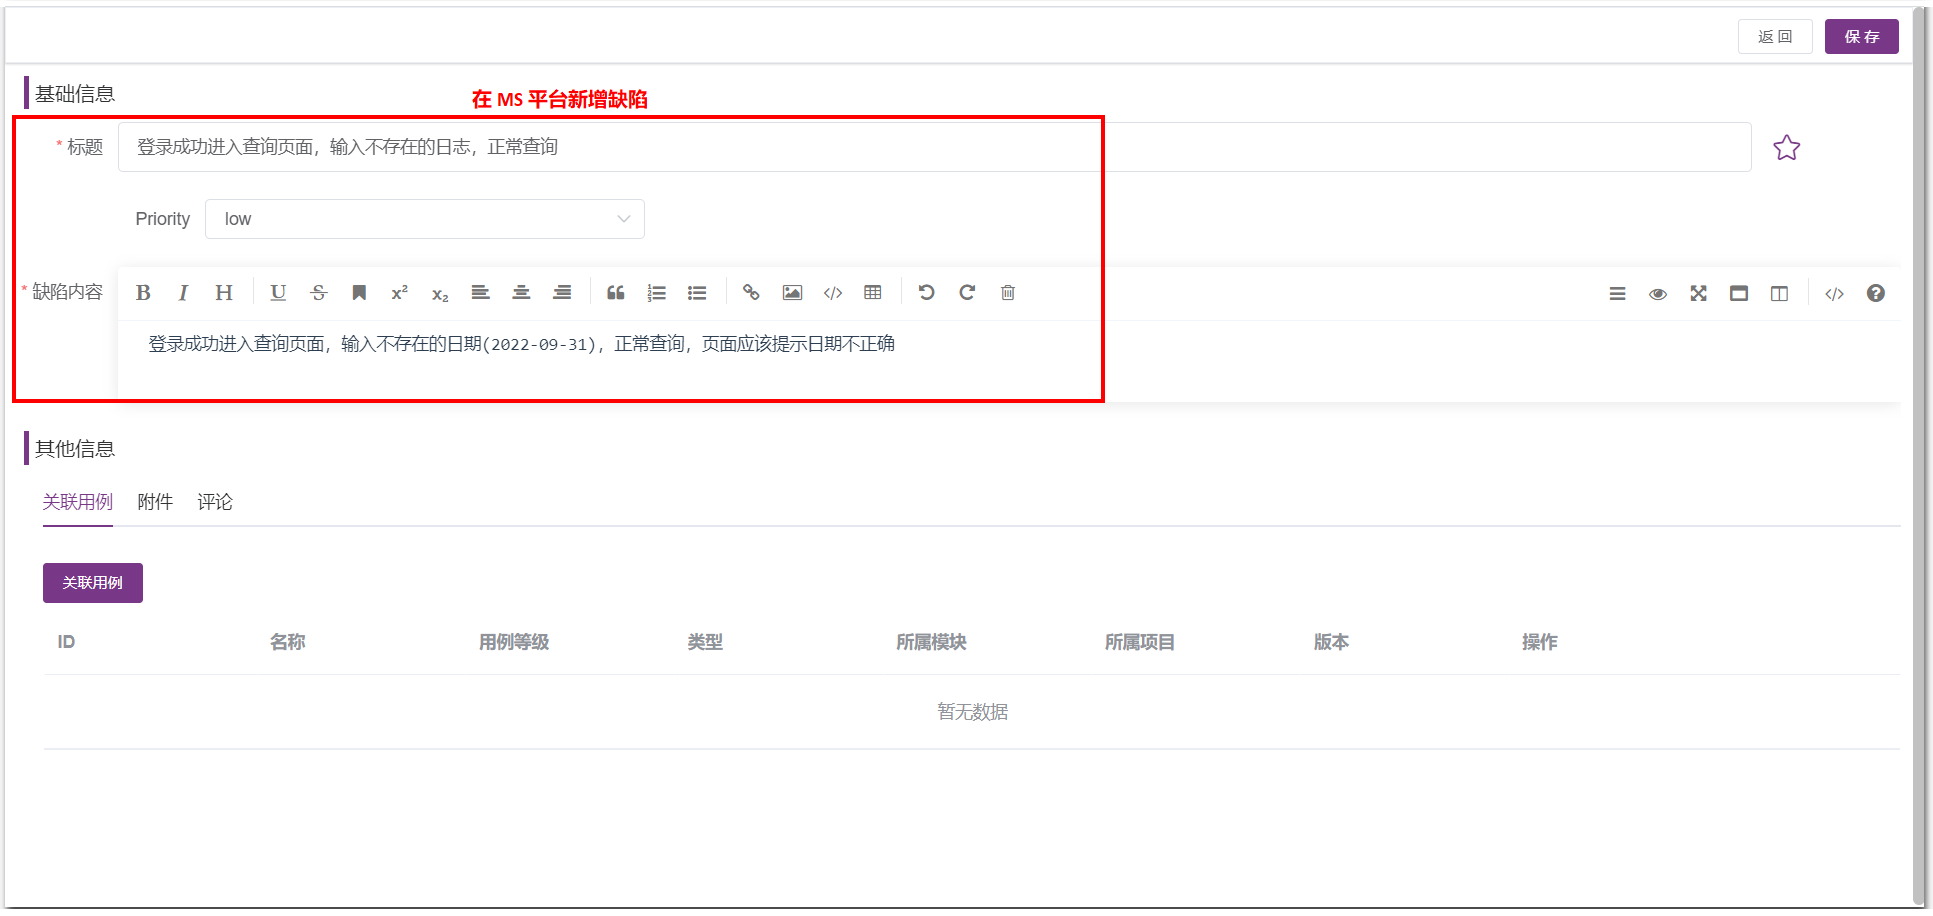 返 回 保 存
基础信息
在 MS 平台新增缺陷
* 标题 登录成功进入查询页面，输入不存在的日志，正常查询
Priority low
* 缺陷内容
登录成功进入查询页面，输入不存在的日期(2022-09-31)，正常查询，页面应该提示日期不正确
其他信息
关联用例 附件 评论
关联用例
ID 名称 用例等级 类型 所属模块 所属项目 版本 操作
暂无数据